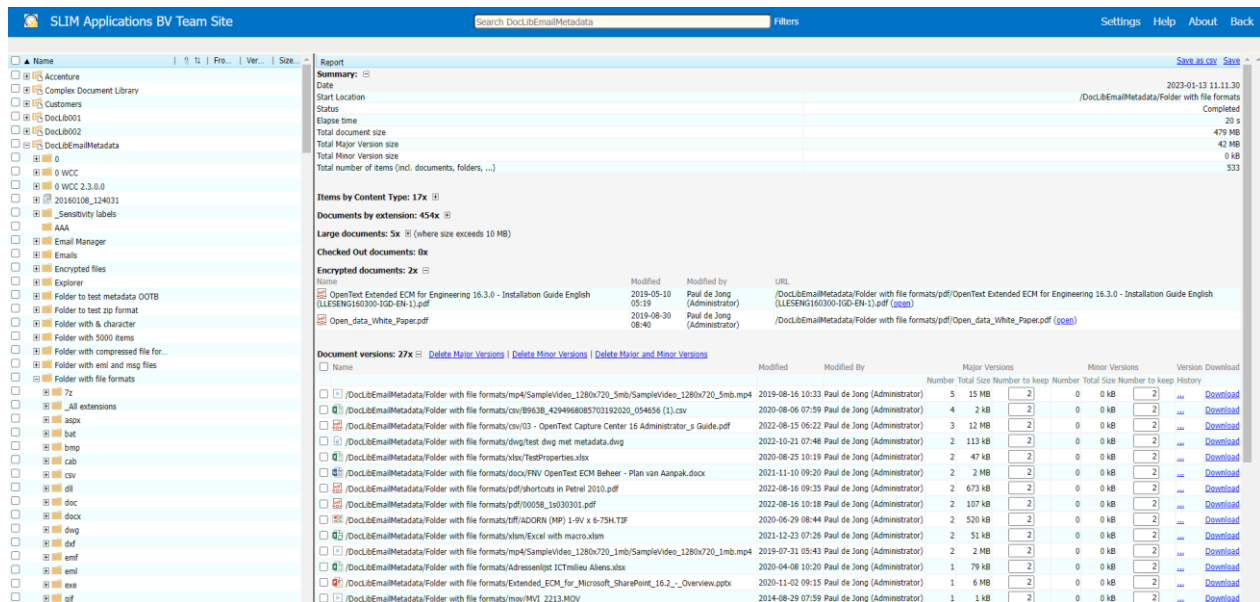 SLIM Applications BV Team Site
Search DocLibEmailMetadata
Filters
Settings Help About Back
Name | Fro... | Ver... | Size...
Accenture
Complex Document Library
Customers
DocLib001
DocLib002
DocLibEmailMetadata
0
0 WCC
0 WCC 2.3.0.0
20160108_124031
_Sensitivity labels
AAA
Email Manager
Emails
Encrypted files
Explorer
Folder to test metadata OOTB
Folder to test zip format
Folder with & character
Folder with 5000 items
Folder with compressed file for...
Folder with eml and msg files
Folder with file formats
7z
_All extensions
aspx
bat
bmp
cab
csv
dll
doc
docx
dwg
dxf
emf
eml
exe
gif
Report Save as csv Save
Summary:
Date 2023-01-13 11.11.30
Start Location /DocLibEmailMetadata/Folder with file formats
Status Completed
Elapse time 20 s
Total document size 479 MB
Total Major Version size 42 MB
Total Minor Version size 0 kB
Total number of items (incl. documents, folders, ...) 533
Items by Content Type: 17x
Documents by extension: 454x
Large documents: 5x (where size exceeds 10 MB)
Checked Out documents: 0x
Encrypted documents: 2x
Name Modified Modified by URL
OpenText Extended ECM for Engineering 16.3.0 - Installation Guide English 2019-05-10 Paul de Jong /DocLibEmailMetadata/Folder with file formats/pdf/OpenText Extended ECM for Engineering 16.3.0 - Installation Guide English
(LLESENG160300-IGD-EN-1).pdf 05:19 (Administrator) (LLESENG160300-IGD-EN-1).pdf (open)
Open_data_White_Paper.pdf 2019-08-30 Paul de Jong /DocLibEmailMetadata/Folder with file formats/pdf/Open_data_White_Paper.pdf (open)
08:40 (Administrator)
Document versions: 27x Delete Major Versions | Delete Minor Versions | Delete Major and Minor Versions
Name Modified Modified By Major Versions Minor Versions Version Download
Number Total Size Number to keep Number Total Size Number to keep History
/DocLibEmailMetadata/Folder with file formats/mp4/SampleVideo_1280x720_5mb/SampleVideo_1280x720_5mb.mp4 2019-08-16 10:33 Paul de Jong (Administrator) 5 15 MB 2 0 0 kB 2 ... Download
/DocLibEmailMetadata/Folder with file formats/csv/B963B_4294968085703192020_054656 (1).csv 2020-08-06 07:59 Paul de Jong (Administrator) 4 2 kB 2 0 0 kB 2 ... Download
/DocLibEmailMetadata/Folder with file formats/csv/03 - OpenText Capture Center 16 Administrator_s Guide.pdf 2022-08-15 06:22 Paul de Jong (Administrator) 3 12 MB 2 0 0 kB 2 ... Download
/DocLibEmailMetadata/Folder with file formats/dwg/test dwg met metadata.dwg 2022-10-21 07:48 Paul de Jong (Administrator) 2 113 kB 2 0 0 kB 2 ... Download
/DocLibEmailMetadata/Folder with file formats/xlsx/TestProperties.xlsx 2020-08-25 10:19 Paul de Jong (Administrator) 2 47 kB 2 0 0 kB 2 ... Download
/DocLibEmailMetadata/Folder with file formats/docx/FNV OpenText ECM Beheer - Plan van Aanpak.docx 2021-11-10 09:20 Paul de Jong (Administrator) 2 2 MB 2 0 0 kB 2 ... Download
/DocLibEmailMetadata/Folder with file formats/pdf/shortcuts in Petrel 2010.pdf 2022-08-16 09:35 Paul de Jong (Administrator) 2 673 kB 2 0 0 kB 2 ... Download
/DocLibEmailMetadata/Folder with file formats/pdf/00058_1s030301.pdf 2022-08-16 10:18 Paul de Jong (Administrator) 2 107 kB 2 0 0 kB 2 ... Download
/DocLibEmailMetadata/Folder with file formats/tiff/ADORN (MP) 1-9V x 6-75H.TIF 2020-06-29 08:44 Paul de Jong (Administrator) 2 520 kB 2 0 0 kB 2 ... Download
/DocLibEmailMetadata/Folder with file formats/xlsm/Excel with macro.xlsm 2021-12-23 07:26 Paul de Jong (Administrator) 2 51 kB 2 0 0 kB 2 ... Download
/DocLibEmailMetadata/Folder with file formats/mp4/SampleVideo_1280x720_1mb/SampleVideo_1280x720_1mb.mp4 2019-07-31 05:43 Paul de Jong (Administrator) 2 2 MB 2 0 0 kB 2 ... Download
/DocLibEmailMetadata/Folder with file formats/Adressenlijst ICTmilieu Aliens.xlsx 2020-04-08 10:20 Paul de Jong (Administrator) 1 79 kB 2 0 0 kB 2 ... Download
/DocLibEmailMetadata/Folder with file formats/Extended_ECM_for_Microsoft_SharePoint_16.2_-_Overview.pptx 2020-11-02 09:15 Paul de Jong (Administrator) 1 6 MB 2 0 0 kB 2 ... Download
/DocLibEmailMetadata/Folder with file formats/mov/MVI_2213.MOV 2014-08-29 07:59 Paul de Jong (Administrator) 1 1 kB 2 0 0 kB 2 ... Download